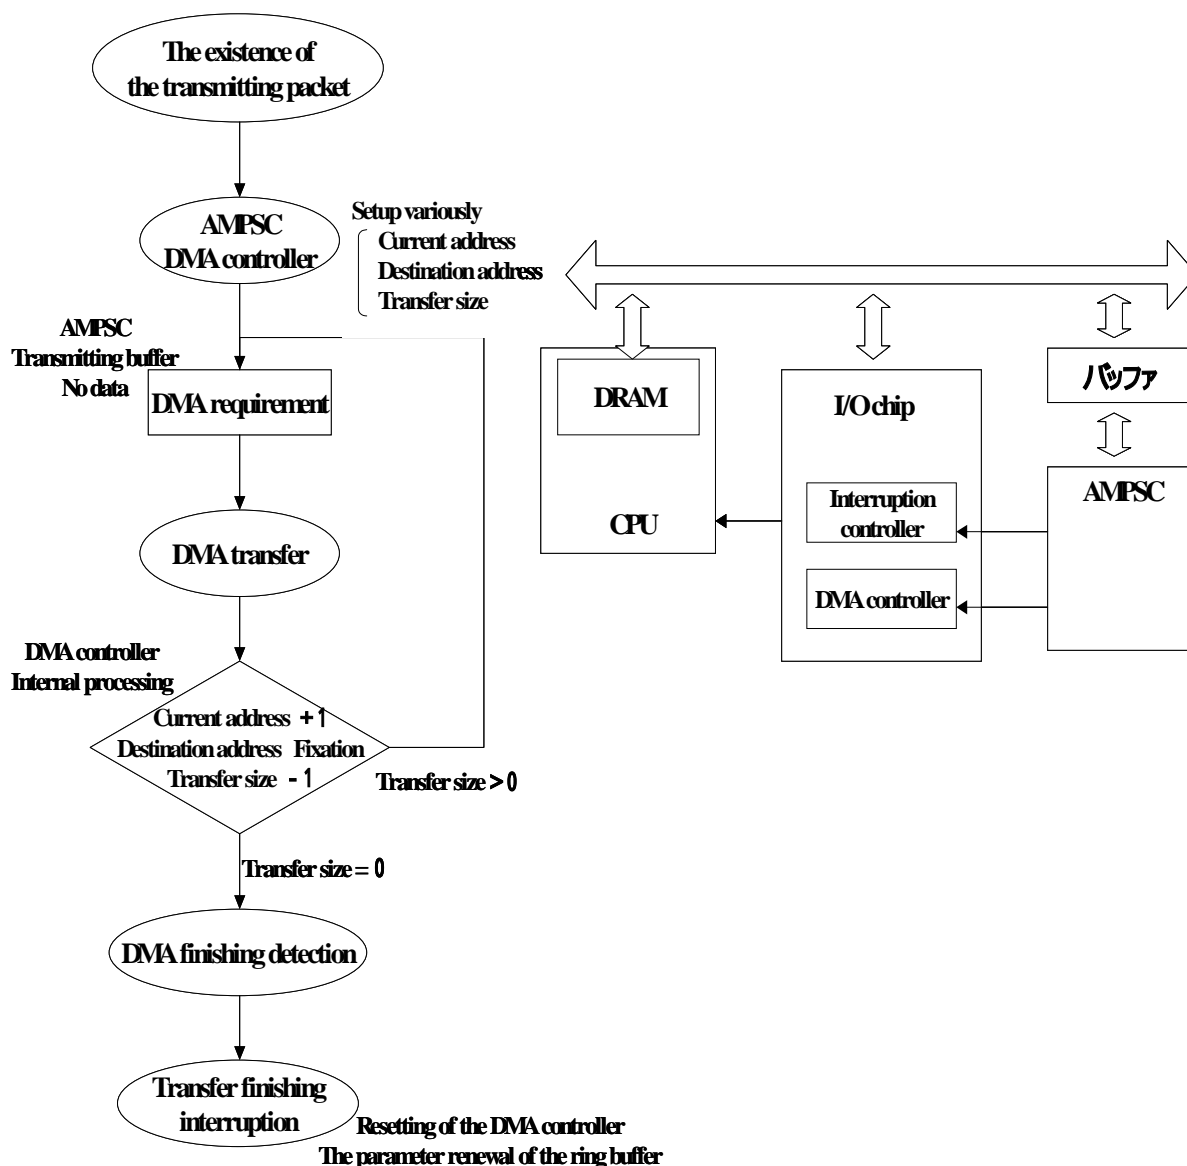 The existence of
the transmitting packet
AMPSC
DMA controller
Setup variously
Current address
Destination address
Transfer size
AMPSC
Transmitting buffer
No data
DMA requirement
DMA transfer
DMA controller
Internal processing
Current address +1
Destination address Fixation
Transfer size -1
Transfer size > 0
Transfer size = 0
DMA finishing detection
Transfer finishing
interruption
Resetting of the DMA controller
The parameter renewal of the ring buffer
DRAM
CPU
I/O chip
Interruption
controller
DMA controller
バッファ
AMPSC